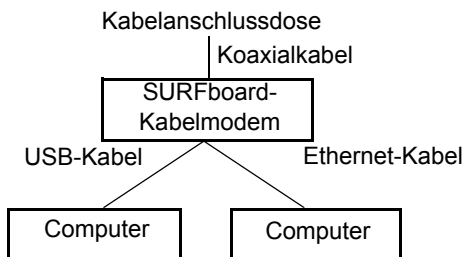 Kabelanschlussdose
Koaxialkabel
SURFboard-
Kabelmodem
USB-Kabel
Ethernet-Kabel
Computer
Computer